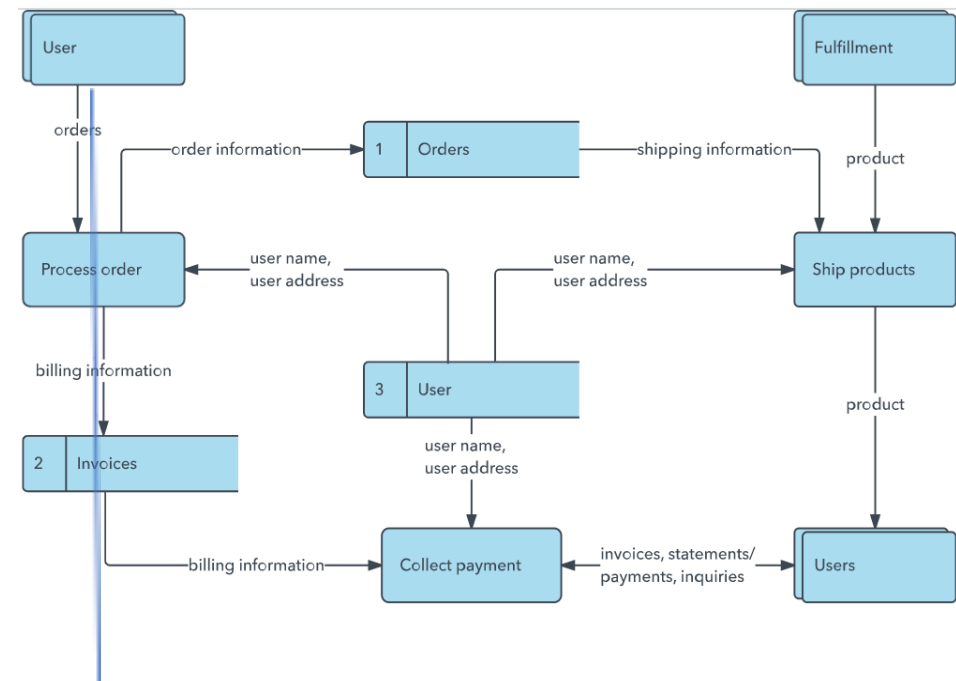 User
Fulfillment
orders
order information
1
Orders
shipping information
product
Process order
user name,
user address
user name,
user address
Ship products
billing information
3
User
product
user name,
user address
2
Invoices
billing information
Collect payment
invoices, statements/
payments, inquiries
Users